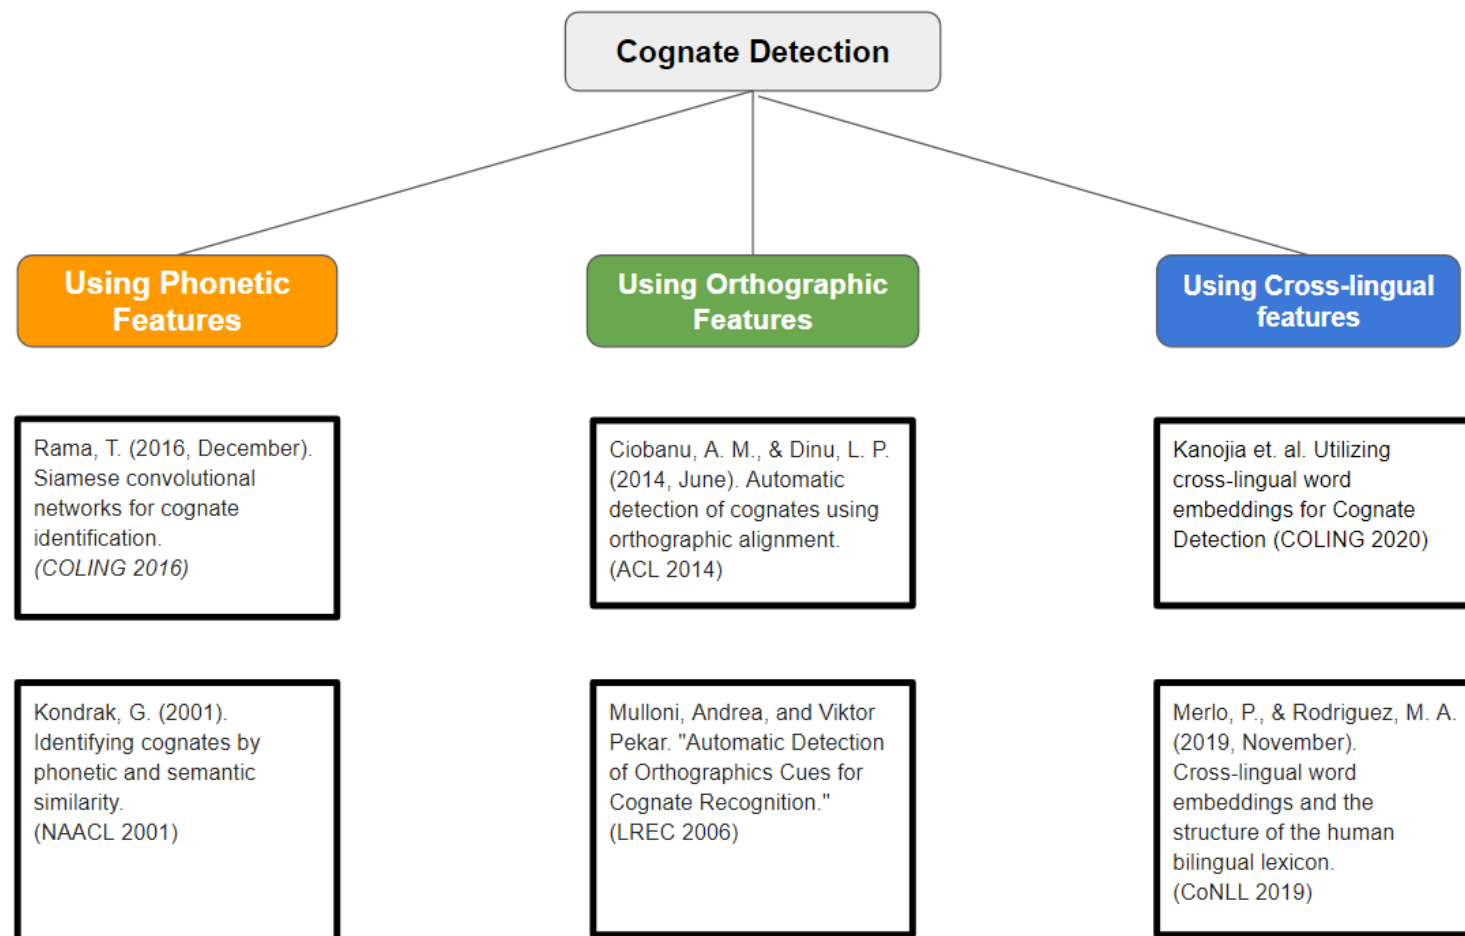 Cognate Detection
Using Phonetic
Features
Using Orthographic
Features
Using Cross-lingual
features
Rama, T. (2016, December).
Siamese convolutional
networks for cognate
identification.
(COLING 2016)
Ciobanu, A. M., & Dinu, L. P.
(2014, June). Automatic
detection of cognates using
orthographic alignment.
(ACL 2014)
Kanojia et. al. Utilizing
cross-lingual word
embeddings for Cognate
Detection (COLING 2020)
Kondrak, G. (2001).
Identifying cognates by
phonetic and semantic
similarity.
(NAACL 2001)
Mulloni, Andrea, and Viktor
Pekar. "Automatic Detection
of Orthographics Cues for
Cognate Recognition."
(LREC 2006)
Merlo, P., & Rodriguez, M. A.
(2019, November).
Cross-lingual word
embeddings and the
structure of the human
bilingual lexicon.
(CoNLL 2019)